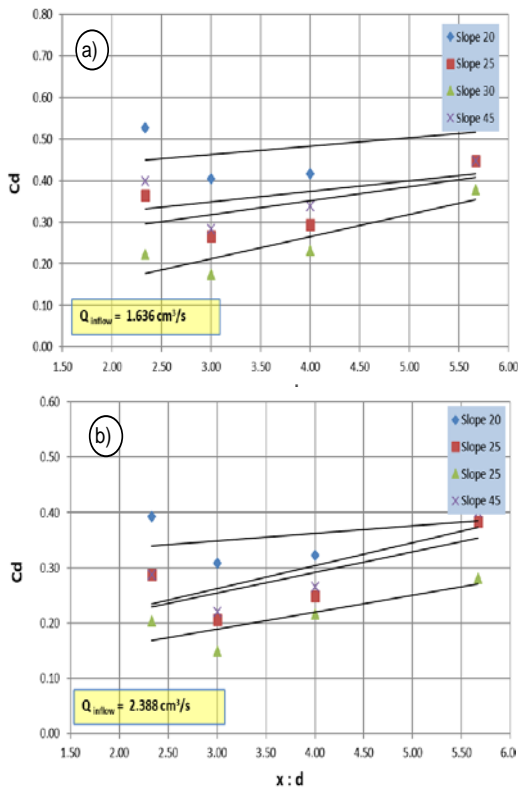 a)
0.80
0.70
0.60
0.50
0.40
0.30
0.20
0.10
0.00
Cd
Slope 20
Slope 25
Slope 30
Slope 45
Q inflow = 1.636 cm³/s
1.50 2.00 2.50 3.00 3.50 4.00 4.50 5.00 5.50 6.00
b)
0.60
0.50
0.40
0.30
0.20
0.10
0.00
Cd
Slope 20
Slope 25
Slope 25
Slope 45
Q inflow = 2.388 cm³/s
1.50 2.00 2.50 3.00 3.50 4.00 4.50 5.00 5.50 6.00
x : d